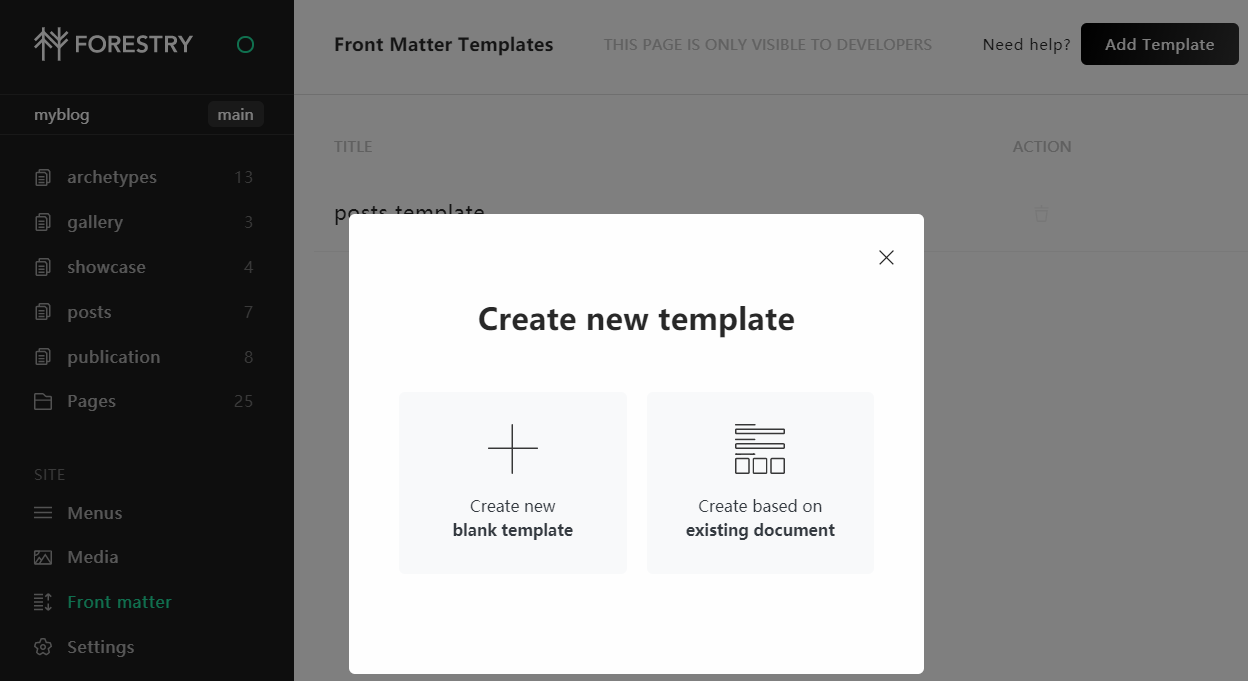 FORESTRY
Front Matter Templates
THIS PAGE IS ONLY VISIBLE TO DEVELOPERS
Need help?
Add Template
myblog
main
archetypes 13
gallery 3
showcase 4
posts 7
publication 8
Pages 25
SITE
Menus
Media
Front matter
Settings
TITLE
ACTION
posts template
Create new template
Create new
blank template
Create based on
existing document